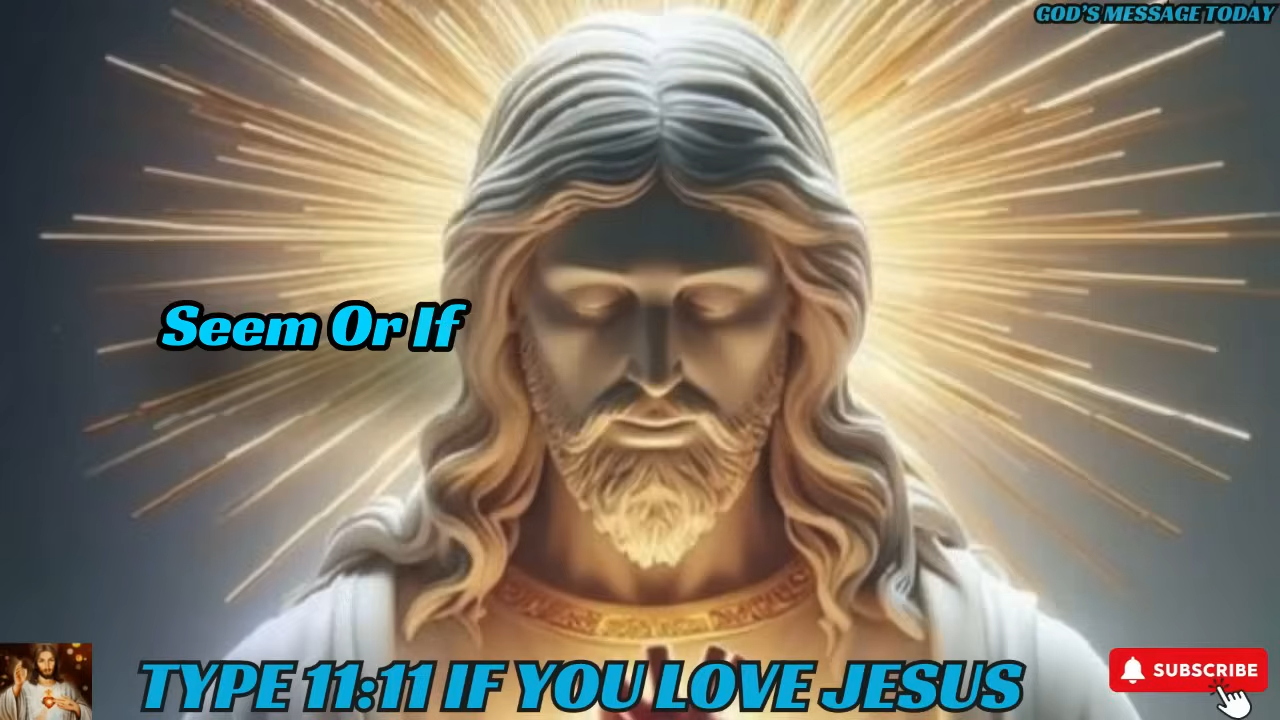 GOD'S MESSAGE TODAY
Seem Or If
TYPE 11:11 IF YOU LOVE JESUS
SUBSCRIBE